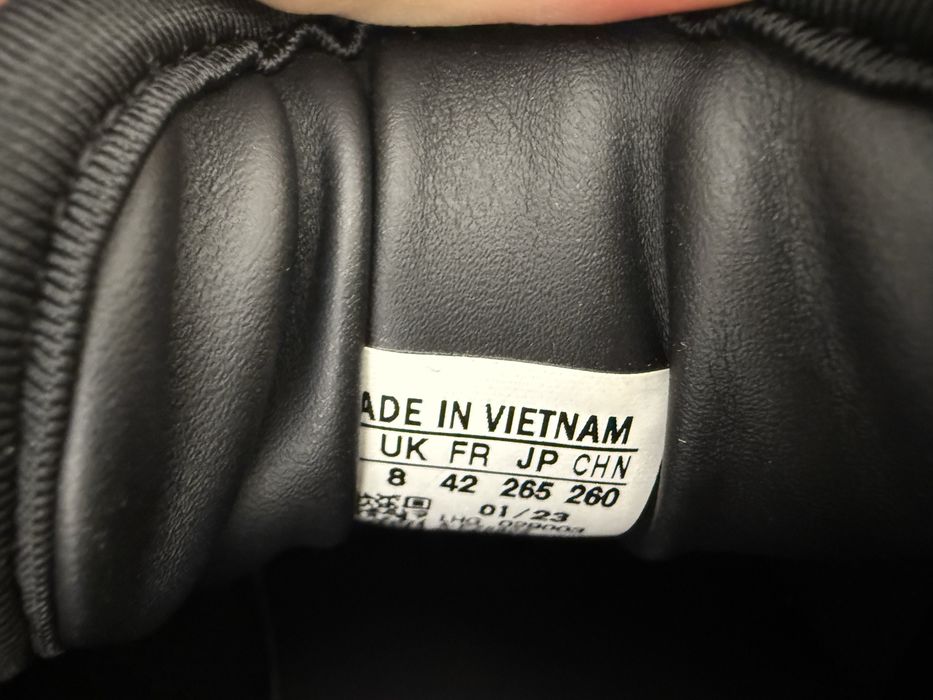 ADE IN VIETNAM
UK FR JP CHN
8 42 265 260
01/23